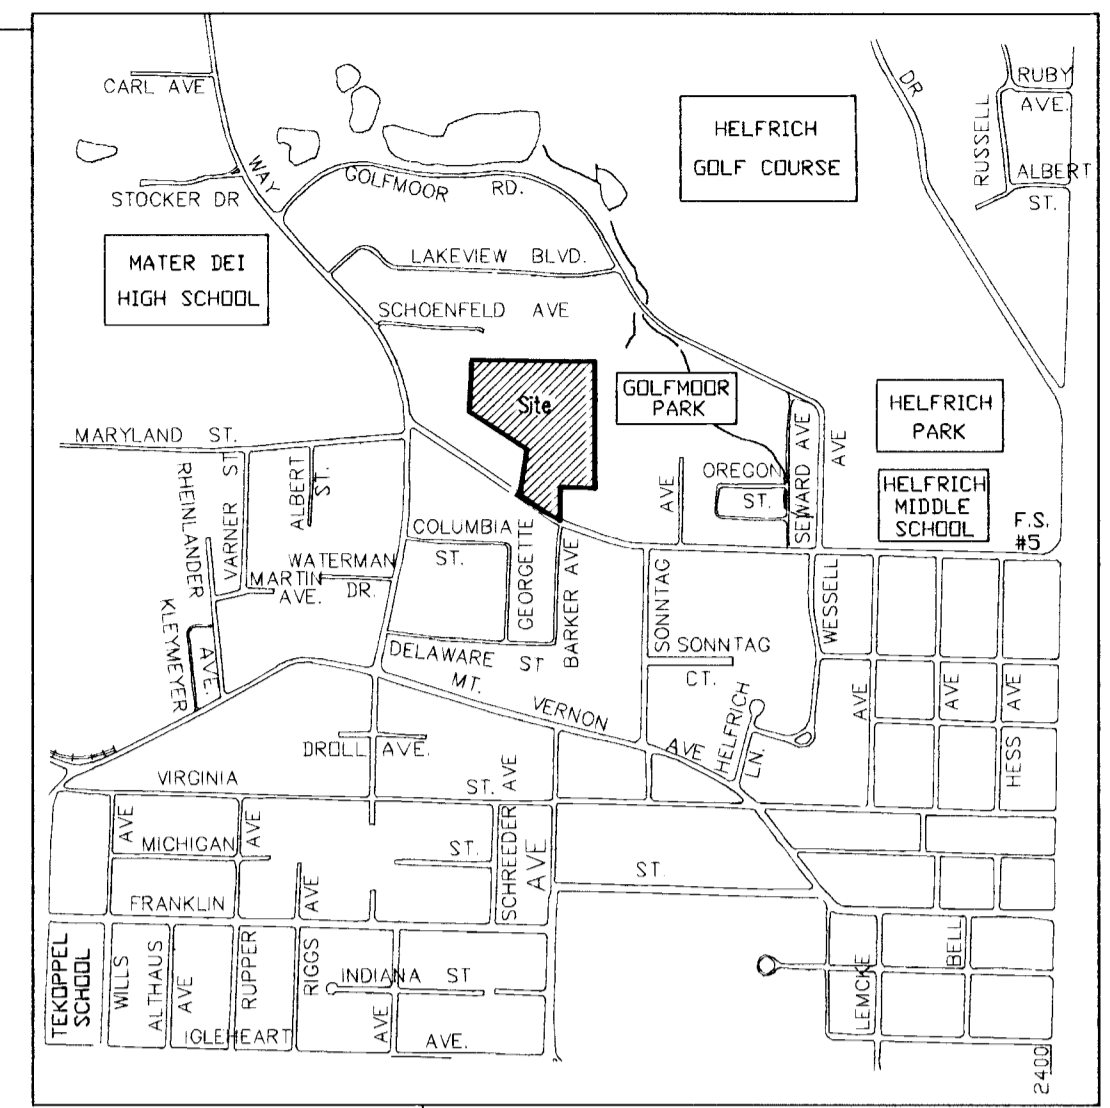 CARL AVE
WAY
STOCKER DR
GOLFMOOR RD.
HELFRICH
GOLF COURSE
DR
RUBY
AVE.
RUSSELL
ALBERT
ST.
MATER DEI
HIGH SCHOOL
LAKEVIEW BLVD.
SCHOENFELD AVE
Site
GOLFMOOR
PARK
HELFRICH
PARK
HELFRICH
MIDDLE
SCHOOL
F.S.
#5
MARYLAND ST.
RHEINLANDER
AVE.
VARNER ST
ALBERT
ST.
AVE
OREGON
ST.
SEWARD AVE
AVE
COLUMBIA
ST.
GEORGETTE
BARKER AVE
WATERMAN
DR.
MARTIN
AVE.
KLEYMEYER
SONNTAG
SONNTAG
CT.
WESSELL
DELAWARE ST
MT.
VERNON
AVE
HELFRICH
LN.
AVE
AVE
AVE
HESS
DROLL AVE.
VIRGINIA
ST.
AVE
AVE
AVE
MICHIGAN
ST.
SCHREEDER
AVE
ST.
FRANKLIN
AVE
TEKOPPEL
SCHOOL
WILLS
ALTHAUS
AVE
RUPPER
RIGGS
INDIANA ST
AVE
IGLEHEART
AVE.
LEMCKE
BELL
2400